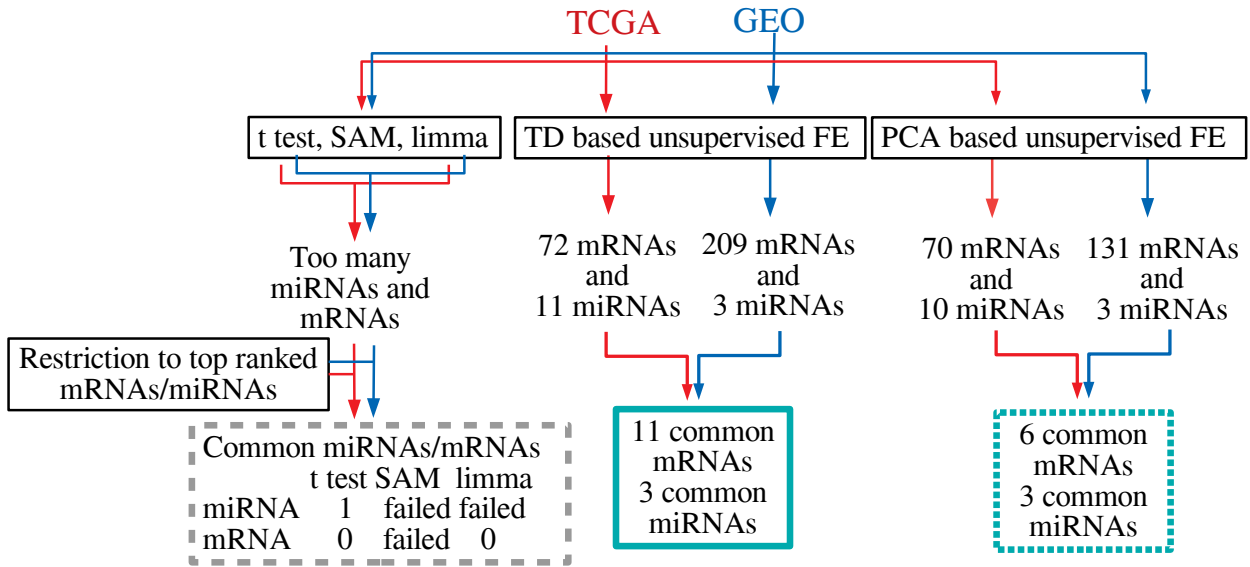 TCGA
GEO
t test, SAM, limma
TD based unsupervised FE
PCA based unsupervised FE
Too many
miRNAs and
mRNAs
72 mRNAs
and
11 miRNAs
209 mRNAs
and
3 miRNAs
70 mRNAs
and
10 miRNAs
131 mRNAs
and
3 miRNAs
Restriction to top ranked
mRNAs/miRNAs
Common miRNAs/mRNAs
t test SAM limma
miRNA 1 failed failed
mRNA 0 failed 0
11 common
mRNAs
3 common
miRNAs
6 common
mRNAs
3 common
miRNAs